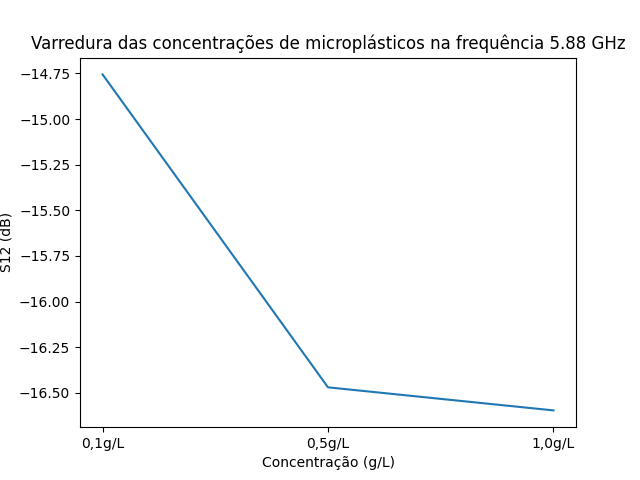 Varredura das concentrações de microplásticos na frequência 5.88 GHz
−14.75
−15.00
−15.25
−15.50
−15.75
−16.00
−16.25
−16.50
S12 (dB)
0,1g/L 0,5g/L 1,0g/L
Concentração (g/L)